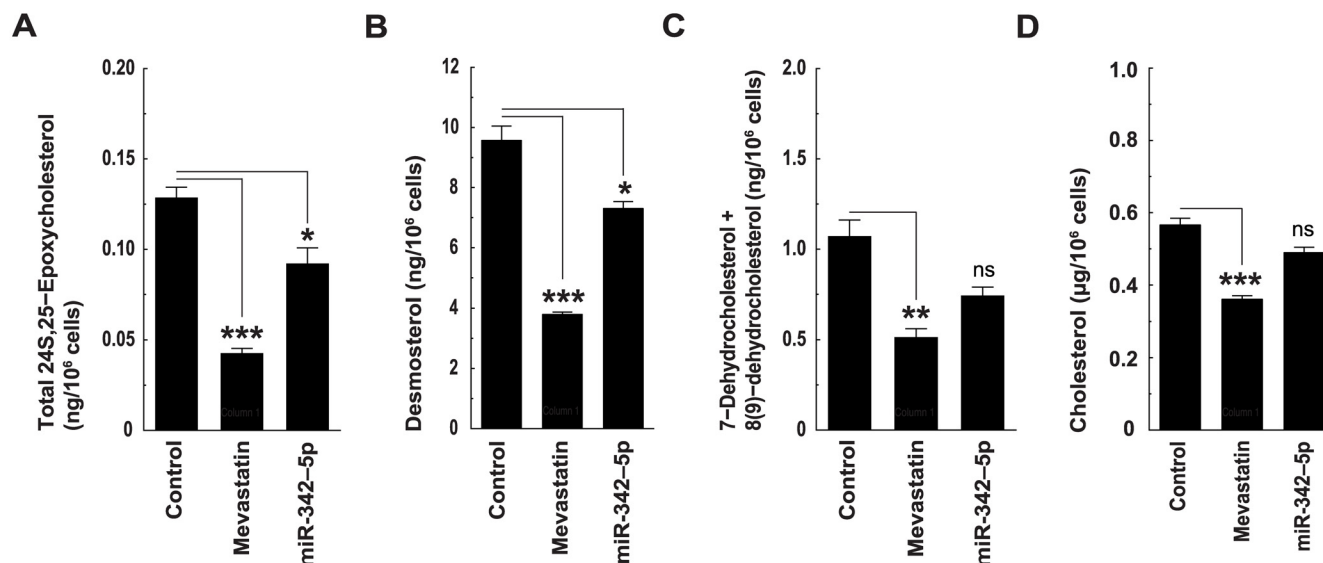 A
Total 24S,25−Epoxycholesterol
(ng/10⁶ cells)
0.20
0.15
0.10
0.05
0
***
*
Column 1
Control
Mevastatin
miR-342−5p
B
Desmosterol (ng/10⁶ cells)
12
10
8
6
4
2
0
***
*
Column 1
Control
Mevastatin
miR-342−5p
C
7−Dehydrocholesterol +
8(9)−dehydrocholesterol (ng/10⁶ cells)
2.0
1.5
1.0
0.5
0
**
ns
Column 1
Control
Mevastatin
miR-342−5p
D
Cholesterol (µg/10⁶ cells)
1.0
0.8
0.6
0.4
0.6
0
***
ns
Column 1
Control
Mevastatin
miR-342−5p